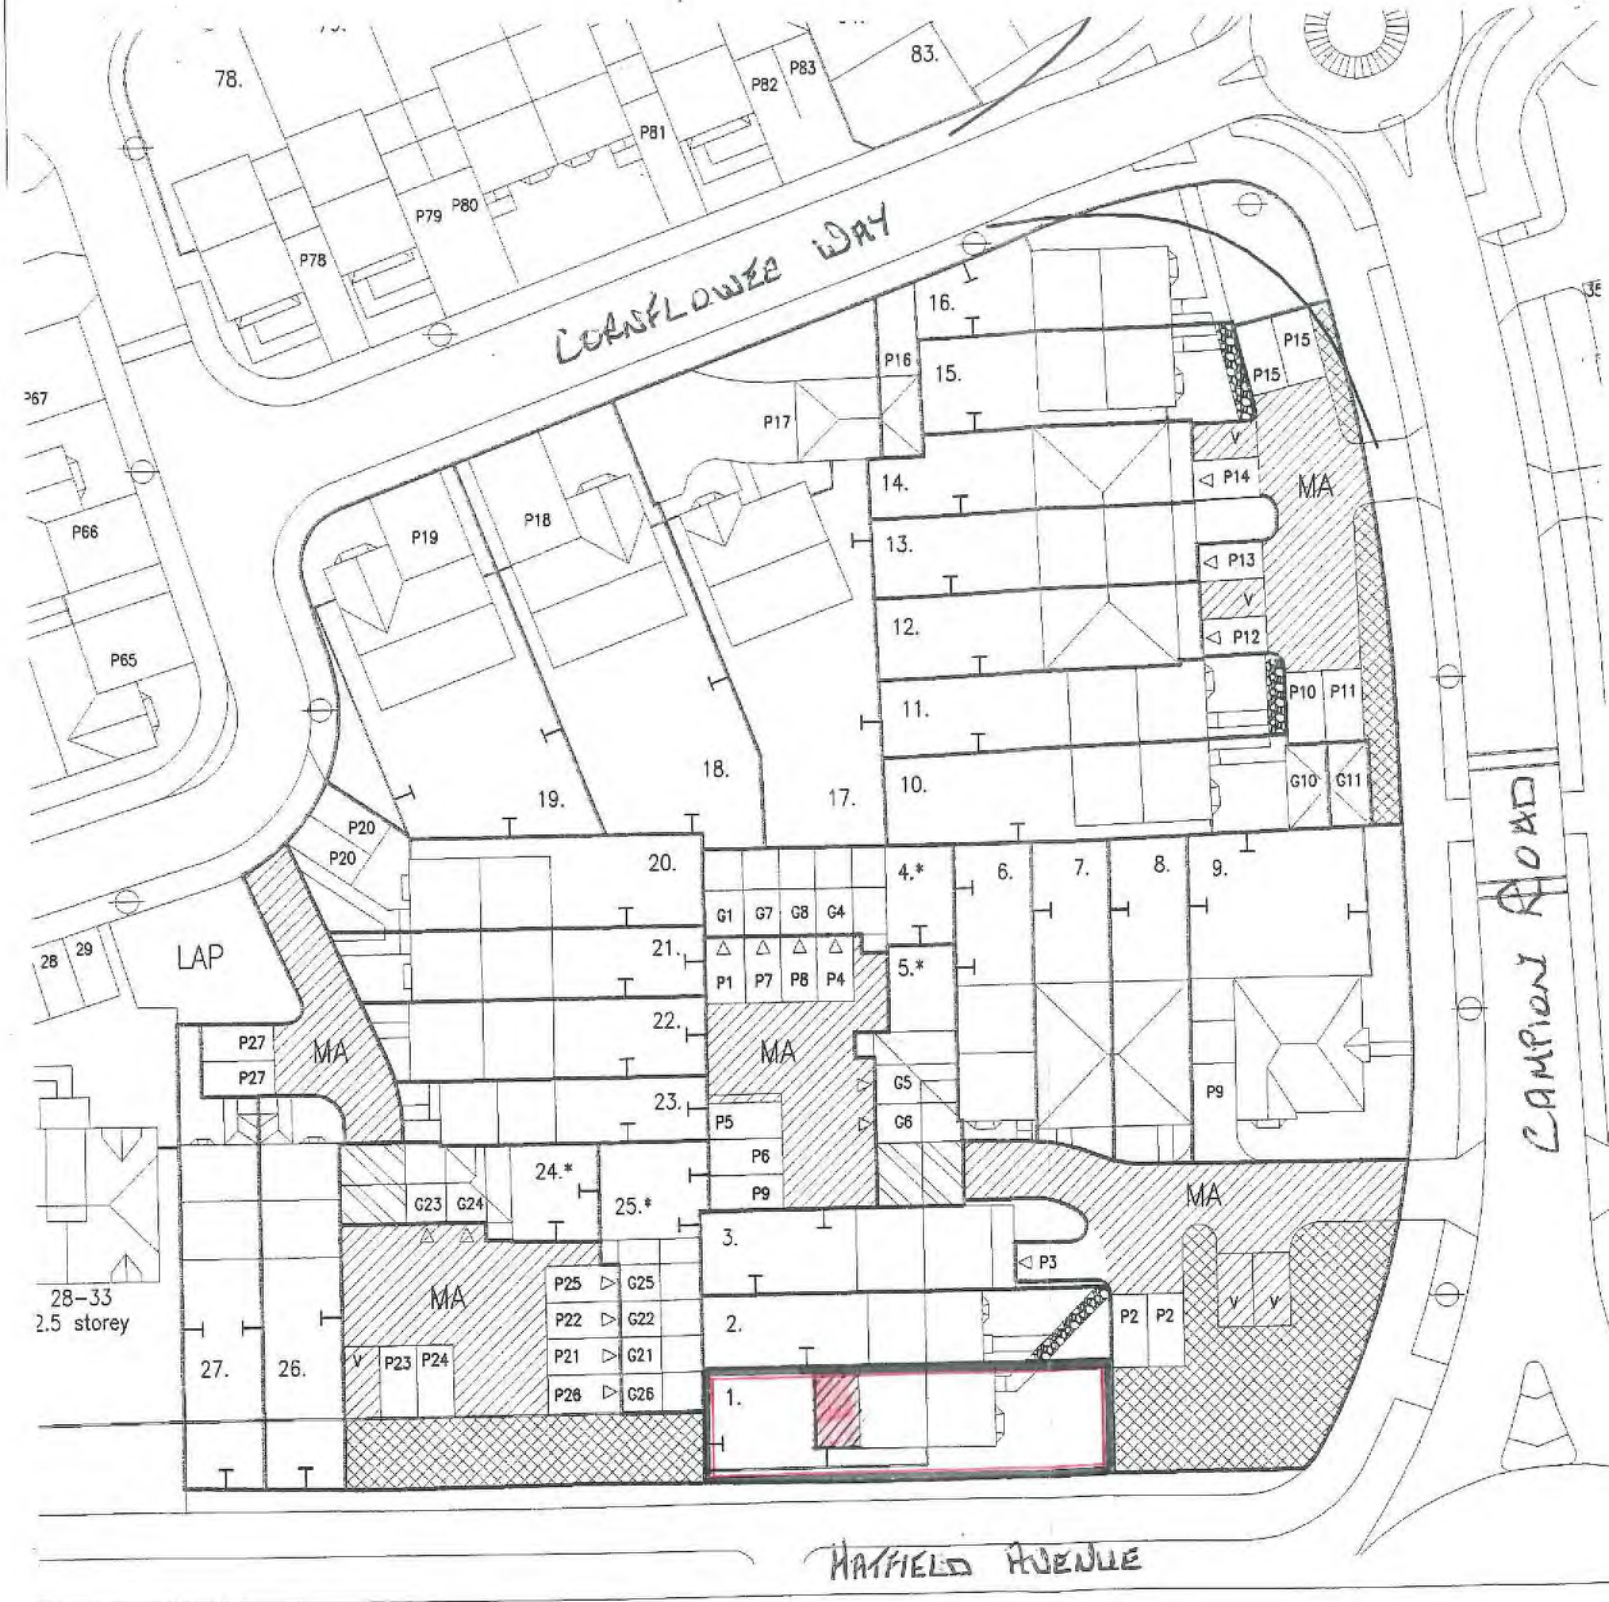 78.
83.
P82
P83
P81
P79
P80
P78
P67
P66
P65
CORNFLOWER WAY
16.
P16
15.
P15
P15
P17
14.
P14
V
MA
P19
P18
13.
P13
V
12.
P12
11.
P10
P11
10.
G10
G11
19.
18.
17.
P20
P20
20.
4.*
6.
7.
8.
9.
G1
G7
G8
G4
P1
P7
P8
P4
21.
5.*
LAP
28
29
22.
MA
G5
G6
P9
P27
P27
MA
23.
P5
P6
P9
24.*
25.*
G23
G24
MA
3.
P3
P25
G25
P22
G22
P21
G21
P26
G26
MA
V
P23
P24
2.
P2
P2
V
V
28-33
2.5 storey
27.
26.
1.
CAMPION ROAD
HATFIELD AVENUE